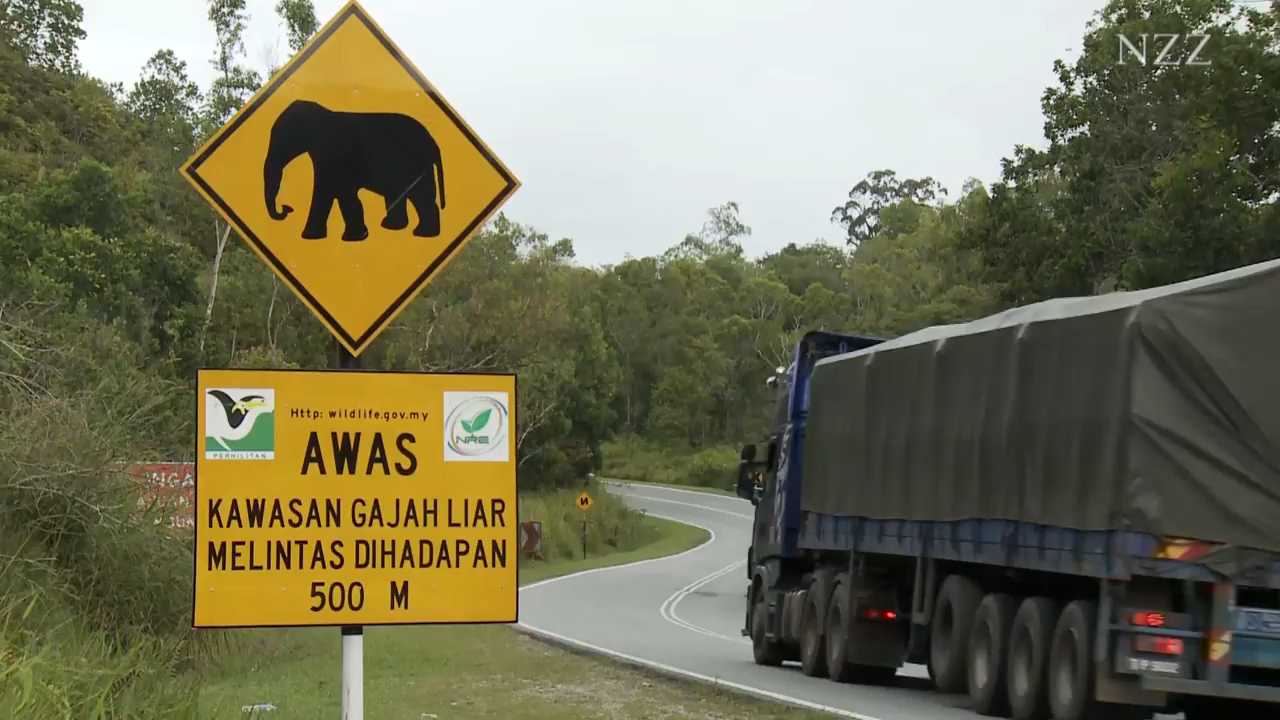 NZZ
Http: wildlife.gov.my
PERHILITAN
NRE
AWAS
KAWASAN GAJAH LIAR
MELINTAS DIHADAPAN
500 M